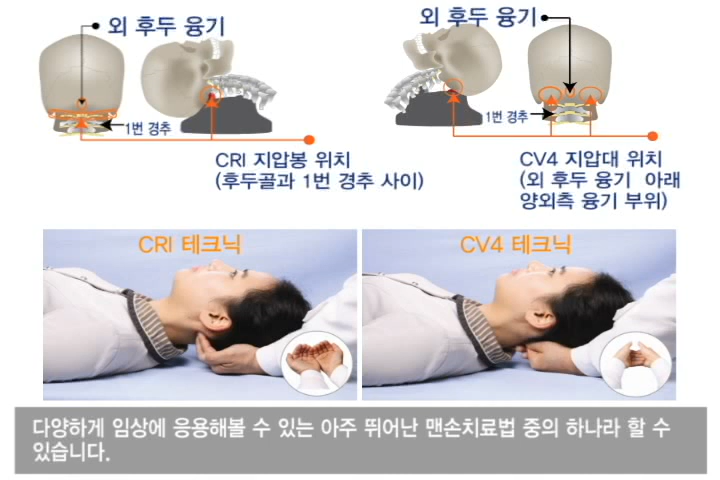 외 후두 융기
1번 경추
CRI 지압봉 위치
(후두골과 1번 경추 사이)
외 후두 융기
1번 경추
CV4 지압대 위치
(외 후두 융기 아래
양외측 융기 부위)
CRI 테크닉
CV4 테크닉
다양하게 임상에 응용해볼 수 있는 아주 뛰어난 맨손치료법 중의 하나라 할 수
있습니다.